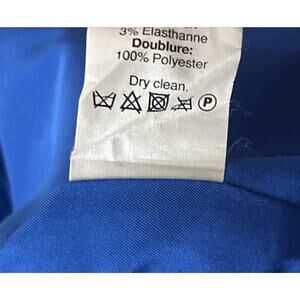 3% Elasthanne
Doublure:
100% Polyester
Dry clean.
P